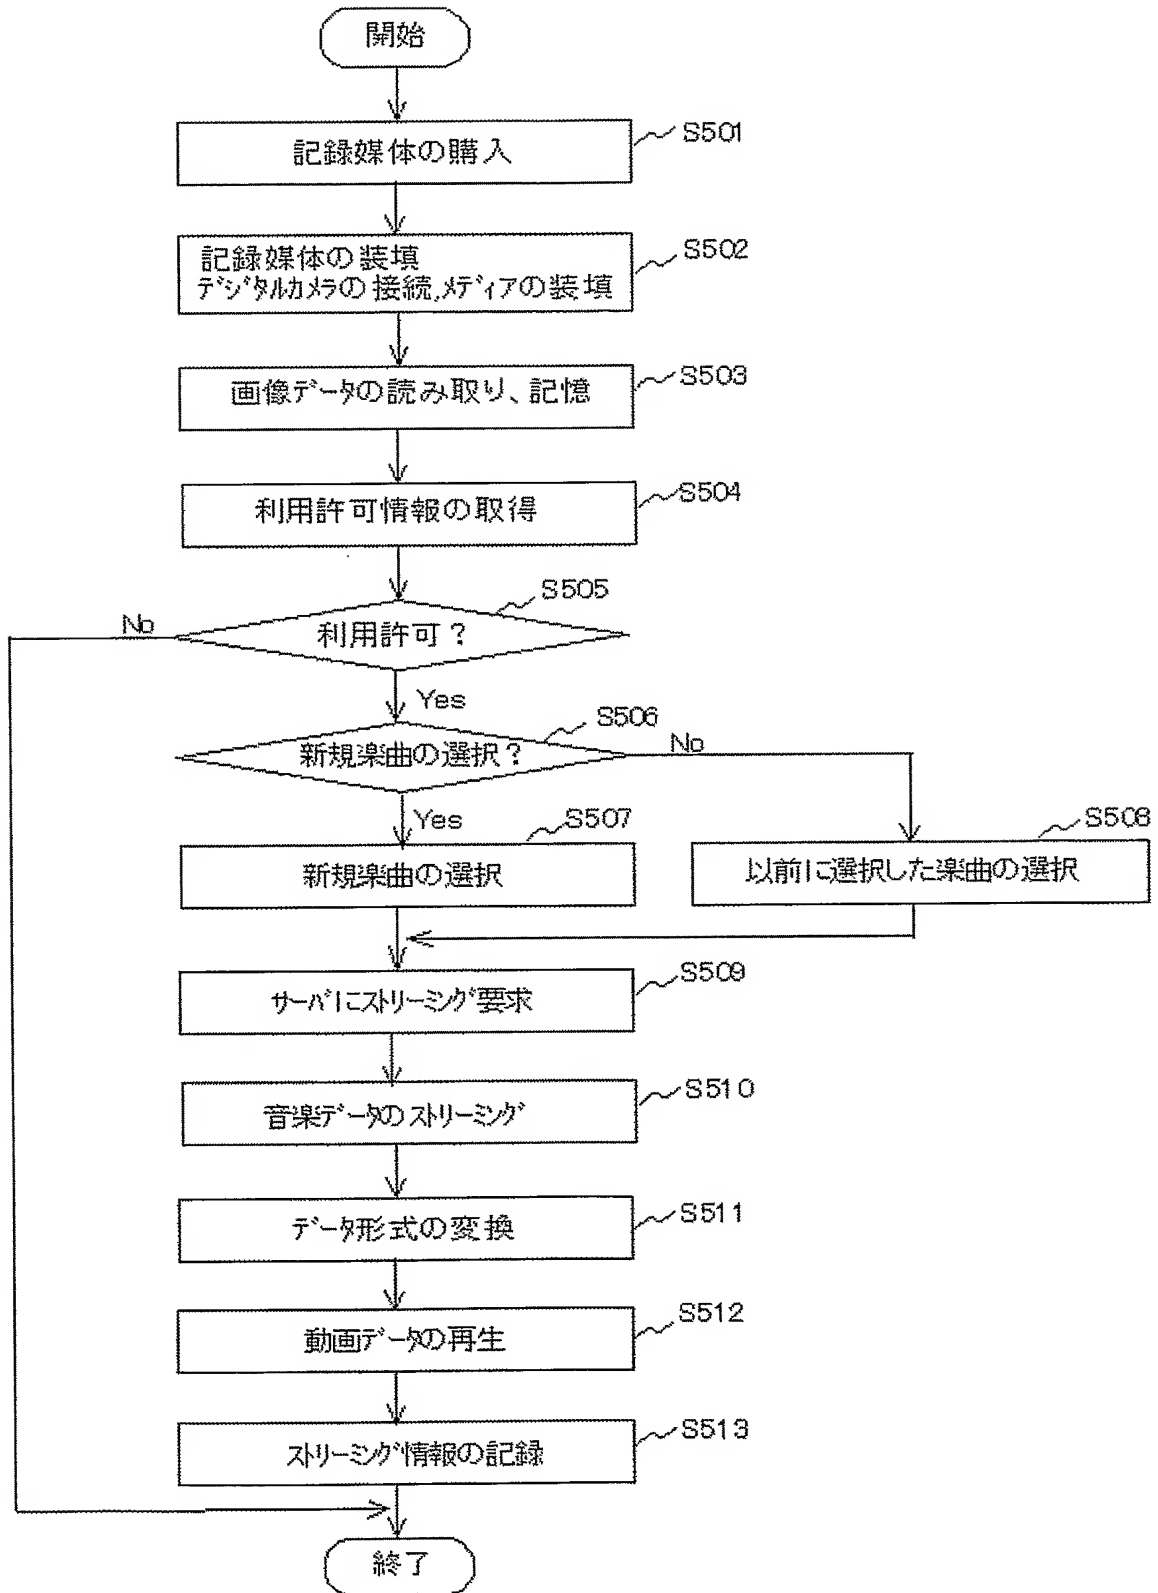 開始
記録媒体の購入
S501
記録媒体の装填
デジタルカメラの接続,メディアの装填
S502
画像データの読み取り、記憶
S503
利用許可情報の取得
S504
S505
利用許可？
No
Yes
S506
新規楽曲の選択？
No
Yes
S507
新規楽曲の選択
S508
以前に選択した楽曲の選択
サーバにストリーミング要求
S509
音楽データのストリーミング
S510
データ形式の変換
S511
動画データの再生
S512
ストリーミング情報の記録
S513
終了